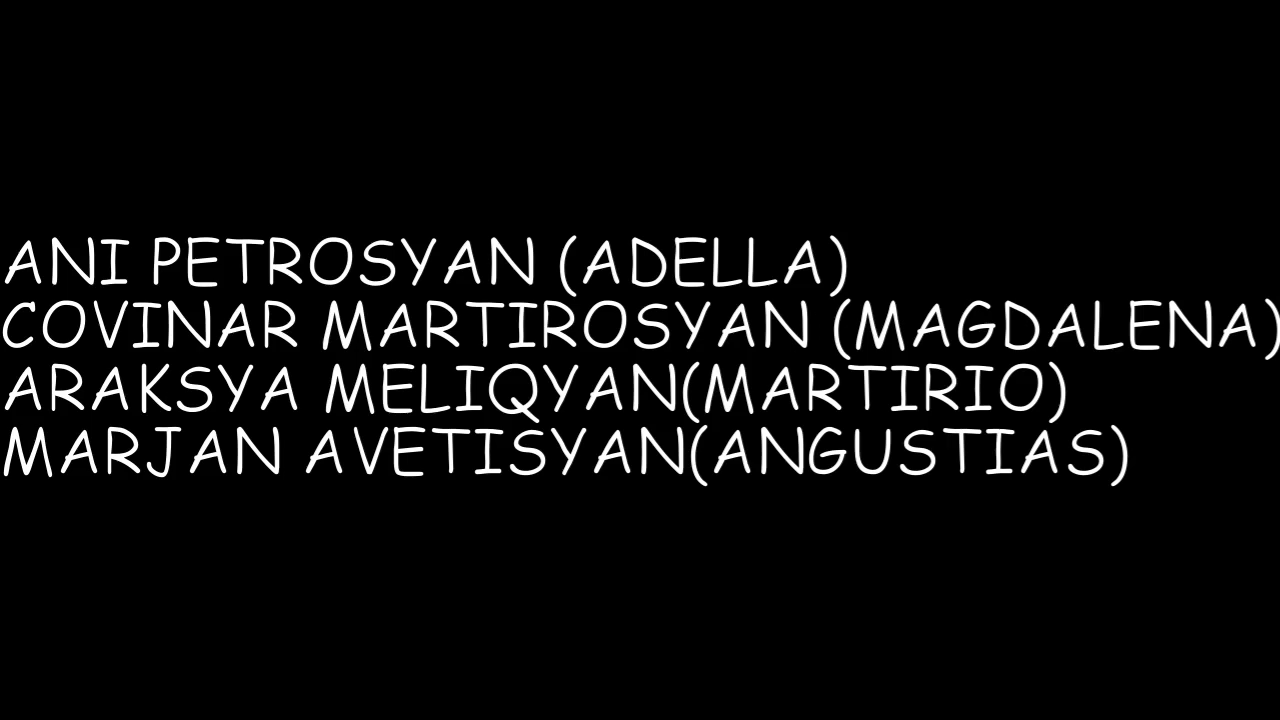 ANI PETROSYAN (ADELLA)
COVINAR MARTIROSYAN (MAGDALENA)
ARAKSYA MELIQYAN(MARTIRIO)
MARJAN AVETISYAN(ANGUSTIAS)